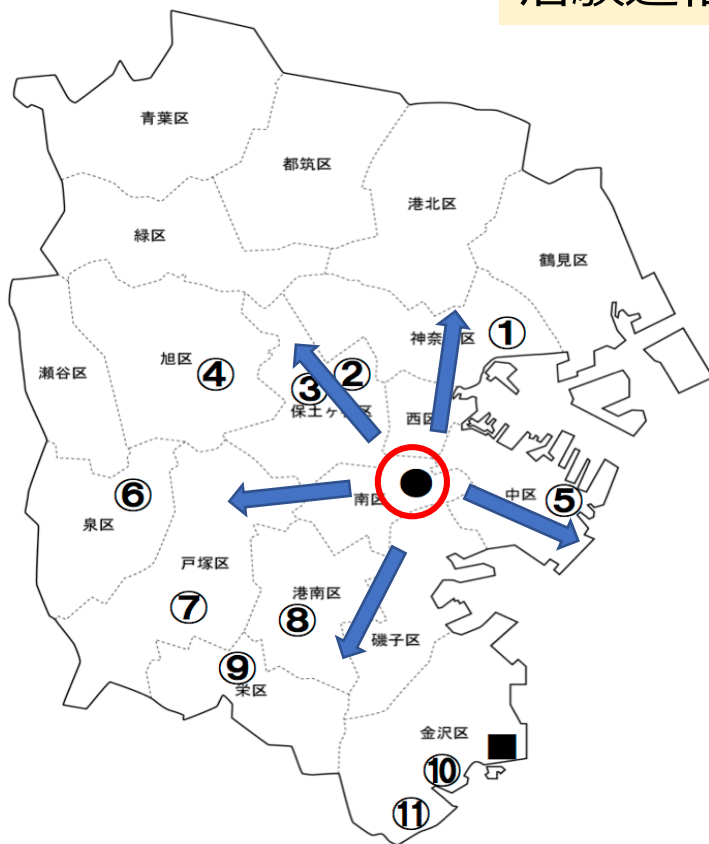 青葉区
都筑区
港北区
緑区
鶴見区
神奈 区
①
瀬谷区
旭区
④
③
②
保土ヶ 区
西区
⑥
泉区
南区
中区
⑤
戸塚区
⑦
港南区
⑧
磯子区
⑨
栄区
金沢区
⑩
⑪